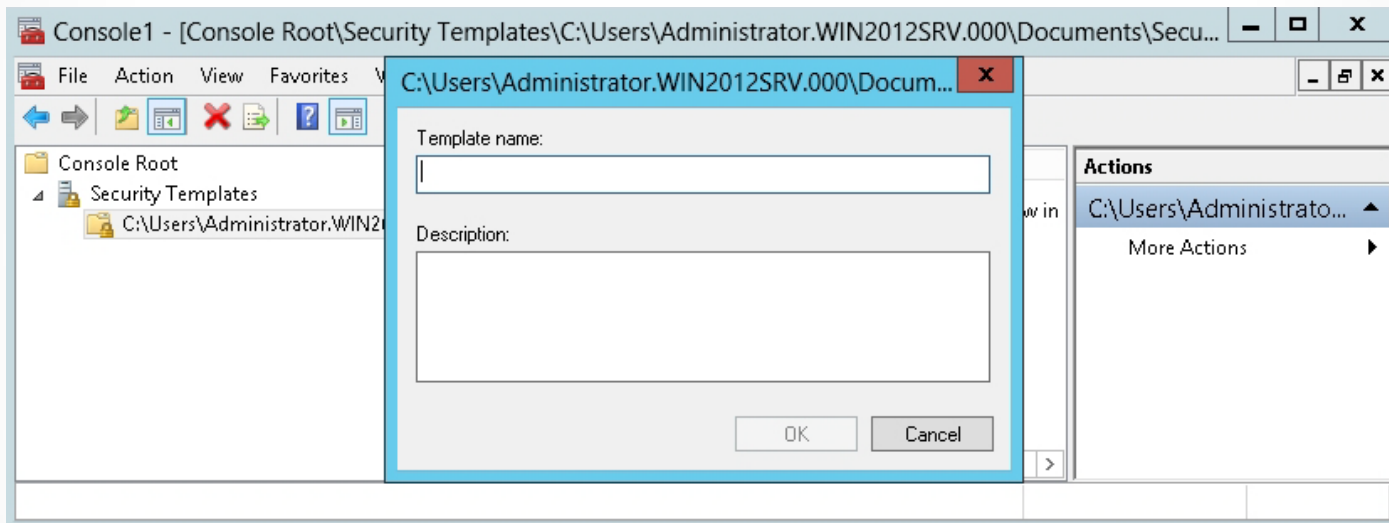 Console1 - [Console Root\Security Templates\C:\Users\Administrator.WIN2012SRV.000\Documents\Secu...
File Action View Favorites
C:\Users\Administrator.WIN2012SRV.000\Docum...
Template name:
Console Root
Security Templates
C:\Users\Administrator.WIN2
Description:
w in
Actions
C:\Users\Administrato...
More Actions
OK Cancel